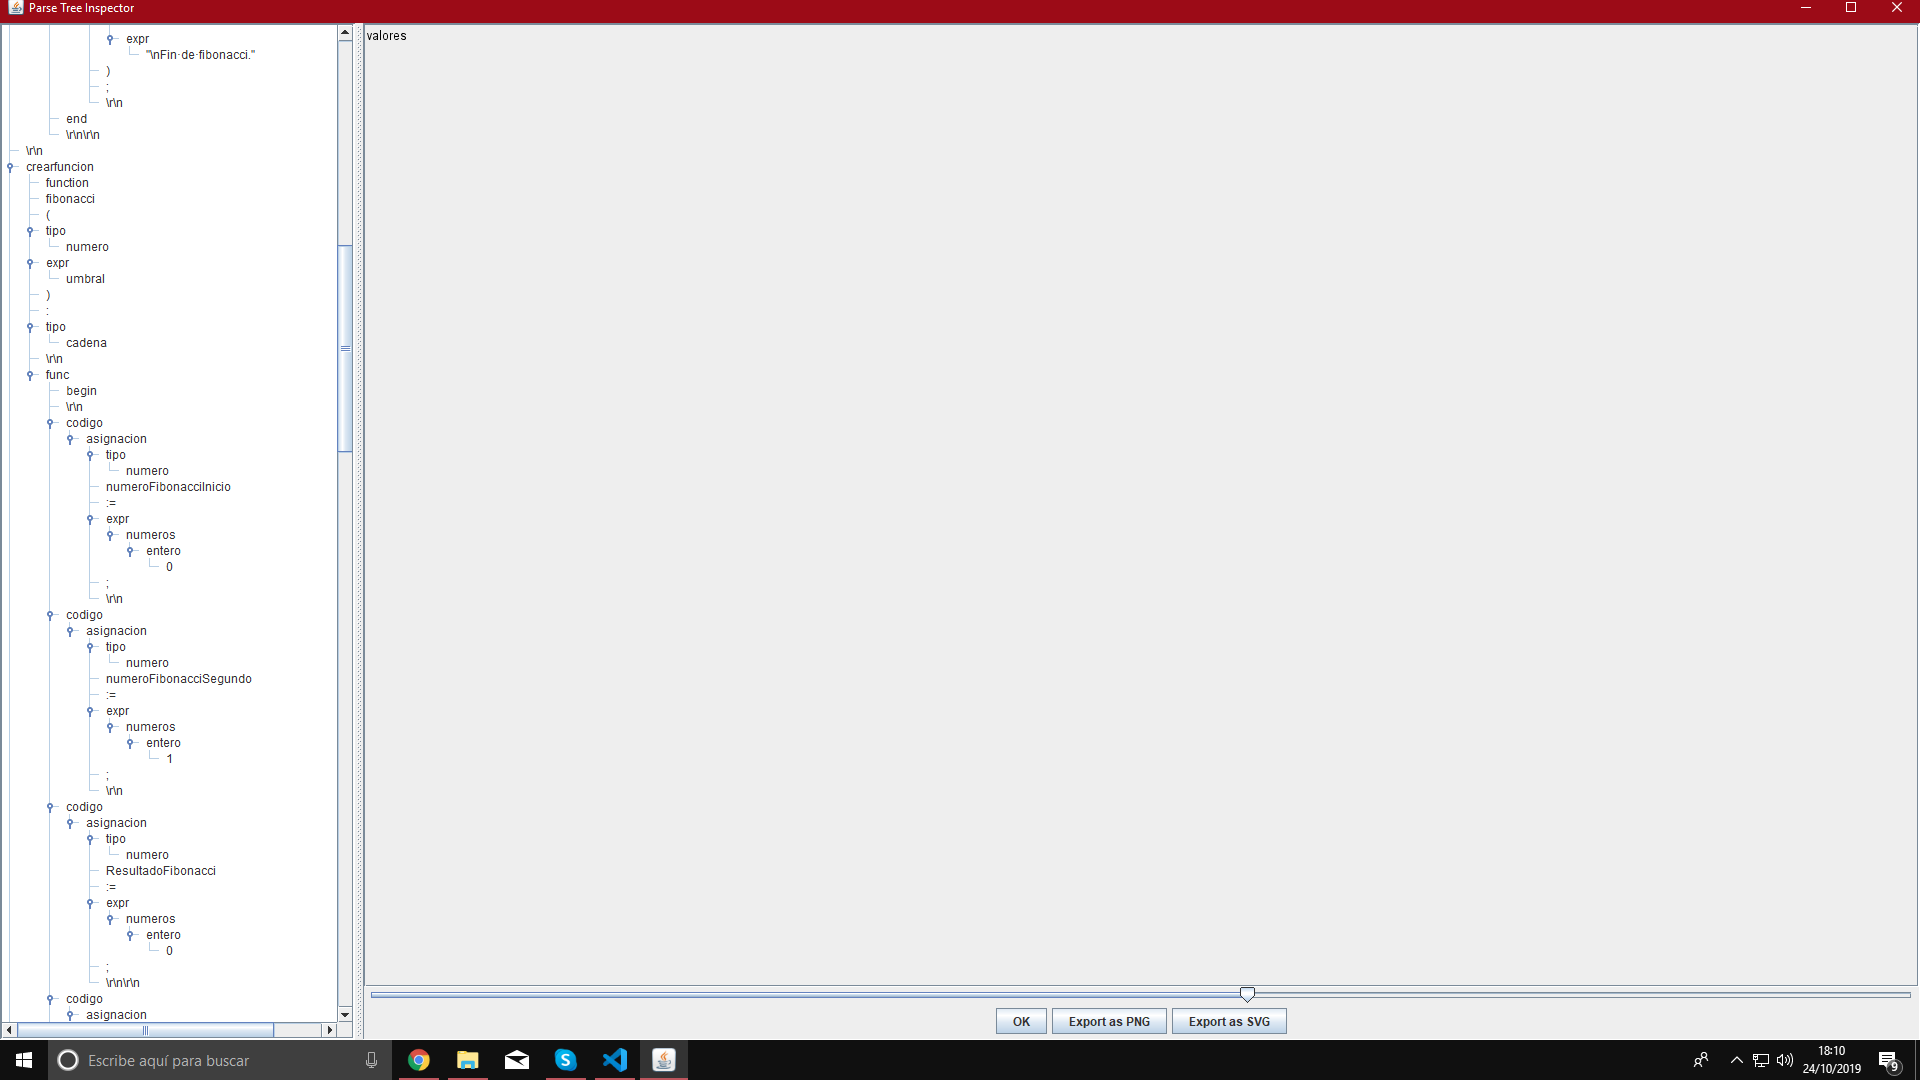 Parse Tree Inspector
expr
"\nFin·de·fibonacci."
)
;
\r\n
end
\r\n\r\n
\r\n
crearfuncion
function
fibonacci
(
tipo
numero
expr
umbral
)
:
tipo
cadena
\r\n
func
begin
\r\n
codigo
asignacion
tipo
numero
numeroFibonacciInicio
:=
expr
numeros
entero
0
;
\r\n
codigo
asignacion
tipo
numero
numeroFibonacciSegundo
:=
expr
numeros
entero
1
;
\r\n
codigo
asignacion
tipo
numero
ResultadoFibonacci
:=
expr
numeros
entero
0
;
\r\n\r\n
codigo
asignacion
valores
OK
Export as PNG
Export as SVG
Escribe aquí para buscar
18:10
24/10/2019
9